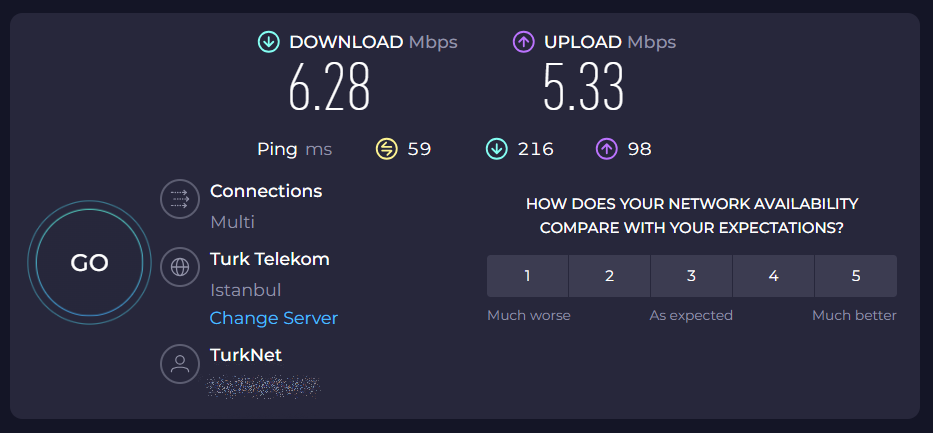 DOWNLOAD Mbps
UPLOAD Mbps
6.28
5.33
Ping ms 59 216 98
Connections
Multi
Turk Telekom
Istanbul
Change Server
TurkNet
GO
HOW DOES YOUR NETWORK AVAILABILITY
COMPARE WITH YOUR EXPECTATIONS?
1 2 3 4 5
Much worse As expected Much better